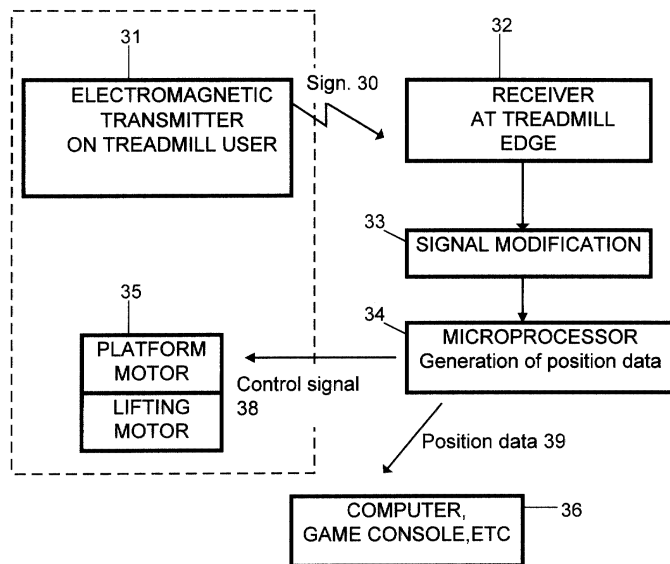 31
ELECTROMAGNETIC
TRANSMITTER
ON TREADMILL USER
Sign. 30
32
RECEIVER
AT TREADMILL
EDGE
33
SIGNAL MODIFICATION
34
MICROPROCESSOR
Generation of position data
35
PLATFORM
MOTOR
LIFTING
MOTOR
Control signal
38
Position data 39
COMPUTER,
GAME CONSOLE,ETC
36